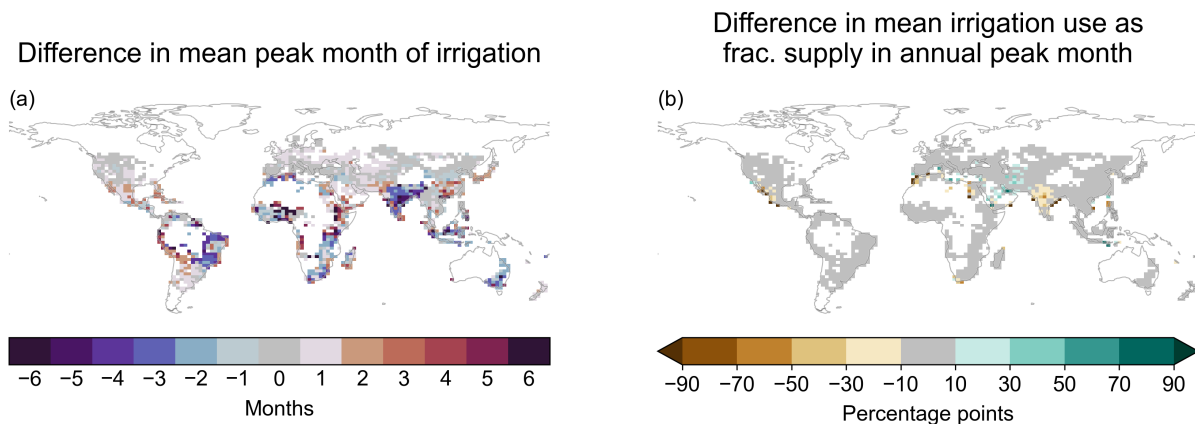 Difference in mean peak month of irrigation
(a)
−6 −5 −4 −3 −2 −1 0 1 2 3 4 5 6
Months
Difference in mean irrigation use as
frac. supply in annual peak month
(b)
−90 −70 −50 −30 −10 10 30 50 70 90
Percentage points